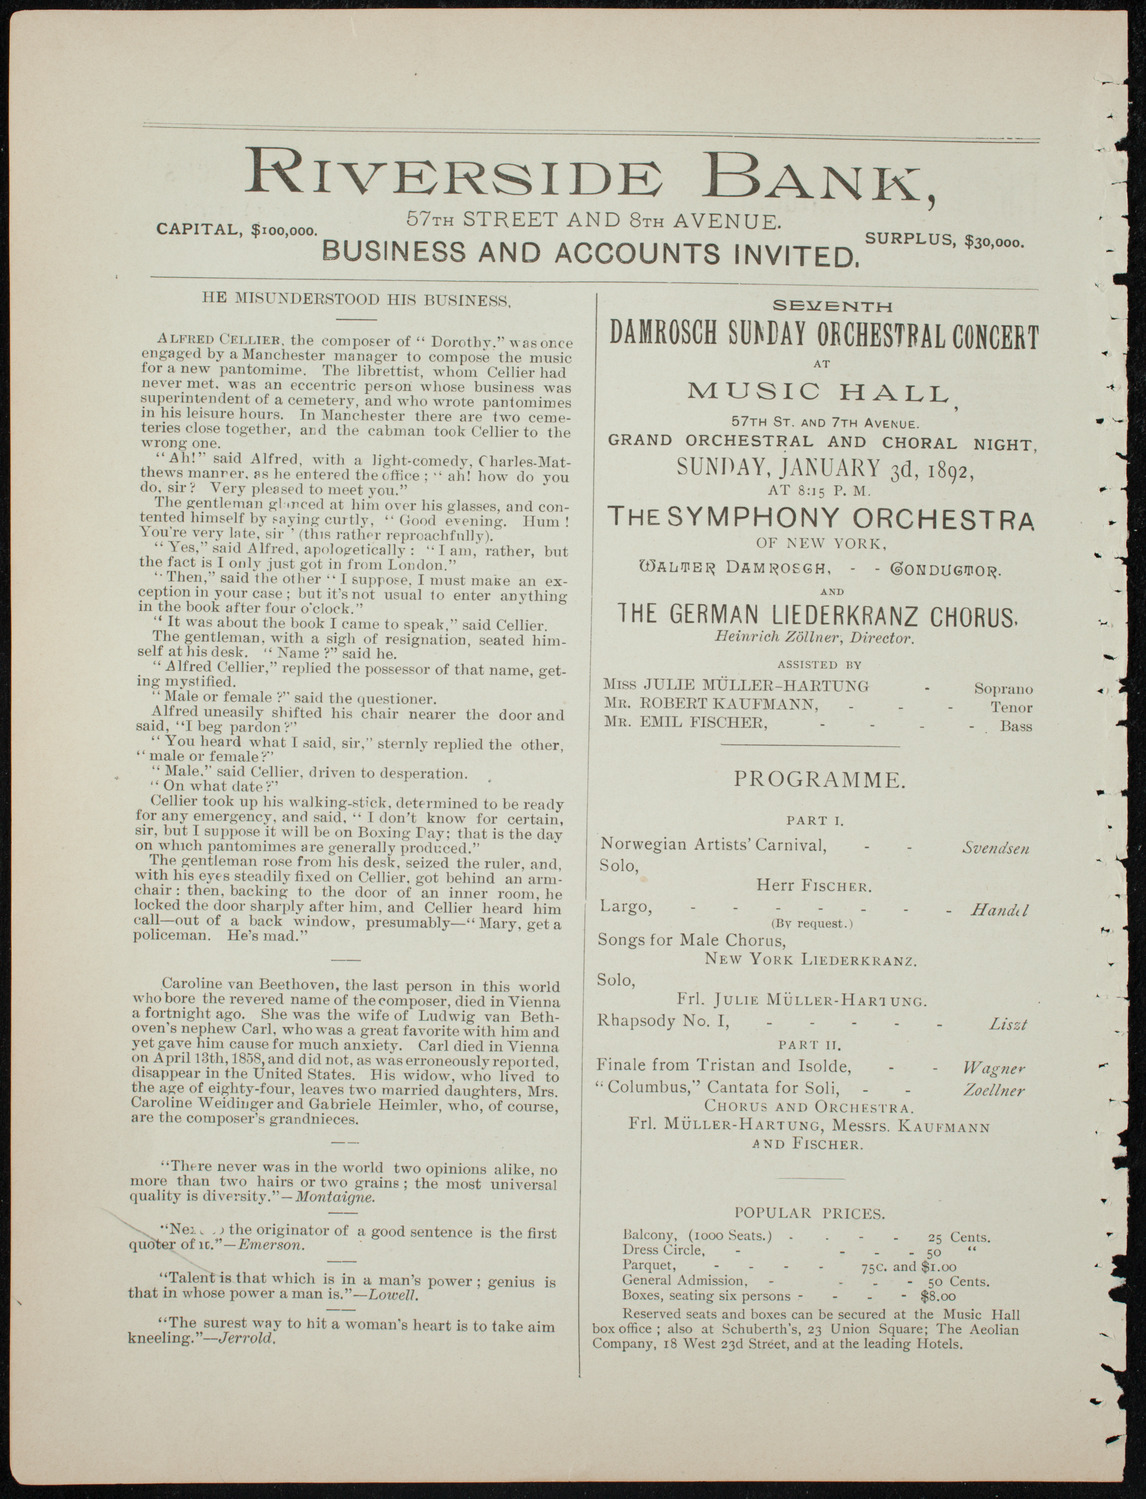 RIVERSIDE BANK,
57TH STREET AND 8TH AVENUE.
CAPITAL, $100,000.
SURPLUS, $30,000.
BUSINESS AND ACCOUNTS INVITED.
HE MISUNDERSTOOD HIS BUSINESS.
ALFRED CELLIER, the composer of “ Dorothy.” was once
engaged by a Manchester manager to compose the music
for a new pantomime. The librettist, whom Cellier had
never met, was an eccentric person whose business was
superintendent of a cemetery, and who wrote pantomimes
in his leisure hours. In Manchester there are two ceme-
teries close together, and the cabman took Cellier to the
wrong one.
“Ah!” said Alfred, with a light-comedy, Charles-Mat-
thews manner, as he entered the office ; “ ah! how do you
do, sir? Very pleased to meet you.”
The gentleman glanced at him over his glasses, and con-
tented himself by saying curtly, “ Good evening. Hum !
You're very late, sir ' (this rather reproachfully).
“ Yes,” said Alfred, apologetically : “ I am, rather, but
the fact is I only just got in from London.”
“ Then,” said the other “ I suppose, I must make an ex-
ception in your case ; but it's not usual to enter anything
in the book after four o'clock.”
“ It was about the book I came to speak,” said Cellier.
The gentleman, with a sigh of resignation, seated him-
self at his desk. “ Name ?” said he.
“ Alfred Cellier,” replied the possessor of that name, get-
ing mystified.
“ Male or female ?” said the questioner.
Alfred uneasily shifted his chair nearer the door and
said, “I beg pardon ?”
“ You heard what I said, sir,” sternly replied the other,
“ male or female ?”
“ Male.” said Cellier, driven to desperation.
“ On what date ?”
Cellier took up his walking-stick, determined to be ready
for any emergency, and said, “ I don't know for certain,
sir, but I suppose it will be on Boxing Day; that is the day
on which pantomimes are generally produced.”
The gentleman rose from his desk, seized the ruler, and,
with his eyes steadily fixed on Cellier, got behind an arm-
chair : then, backing to the door of an inner room, he
locked the door sharply after him, and Cellier heard him
call—out of a back window, presumably—“ Mary, get a
policeman. He's mad.”
Caroline van Beethoven, the last person in this world
who bore the revered name of the composer, died in Vienna
a fortnight ago. She was the wife of Ludwig van Beth-
oven's nephew Carl, who was a great favorite with him and
yet gave him cause for much anxiety. Carl died in Vienna
on April 13th, 1858, and did not, as was erroneously reported,
disappear in the United States. His widow, who lived to
the age of eighty-four, leaves two married daughters, Mrs.
Caroline Weidinger and Gabriele Heimler, who, of course,
are the composer's grandnieces.
“There never was in the world two opinions alike, no
more than two hairs or two grains ; the most universal
quality is diversity.”—Montaigne.
the originator of a good sentence is the first
quoter of it.”—Emerson.
“Talent is that which is in a man's power ; genius is
that in whose power a man is.”—Lowell.
“The surest way to hit a woman's heart is to take aim
kneeling.”—Jerrold.
SEVENTH
DAMROSCH SUNDAY ORCHESTRAL CONCERT
AT
MUSIC HALL,
57TH ST. AND 7TH AVENUE.
GRAND ORCHESTRAL AND CHORAL NIGHT,
SUNDAY, JANUARY 3d, 1892,
AT 8:15 P. M.
THE SYMPHONY ORCHESTRA
OF NEW YORK,
WALTER DAMROSCH, - - CONDUCTOR.
AND
THE GERMAN LIEDERKRANZ CHORUS.
Heinrich Zöllner, Director.
ASSISTED BY
MISS JULIE MÜLLER-HARTUNG - Soprano
MR. ROBERT KAUFMANN, - - - Tenor
MR. EMIL FISCHER, - - - Bass
PROGRAMME.
PART I.
Norwegian Artists' Carnival, - - Svendsen
Solo,
Herr FISCHER.
Largo, - - - - - - - Handel
(By request.)
Songs for Male Chorus,
NEW YORK LIEDERKRANZ.
Solo,
Frl. JULIE MÜLLER-HARTUNG.
Rhapsody No. I, - - - - - Liszt
PART II.
Finale from Tristan and Isolde, - - Wagner
“Columbus,” Cantata for Soli, - - Zoellner
CHORUS AND ORCHESTRA.
Frl. MÜLLER-HARTUNG, Messrs. KAUFMANN
AND FISCHER.
POPULAR PRICES.
Balcony, (1000 Seats.) - - - - 25 Cents.
Dress Circle, - - - - 50 “
Parquet, - - - - 75c. and $1.00
General Admission, - - - - 50 Cents.
Boxes, seating six persons - - - - $8.00
Reserved seats and boxes can be secured at the Music Hall
box office ; also at Schuberth's, 23 Union Square; The Aeolian
Company, 18 West 23d Street, and at the leading Hotels.